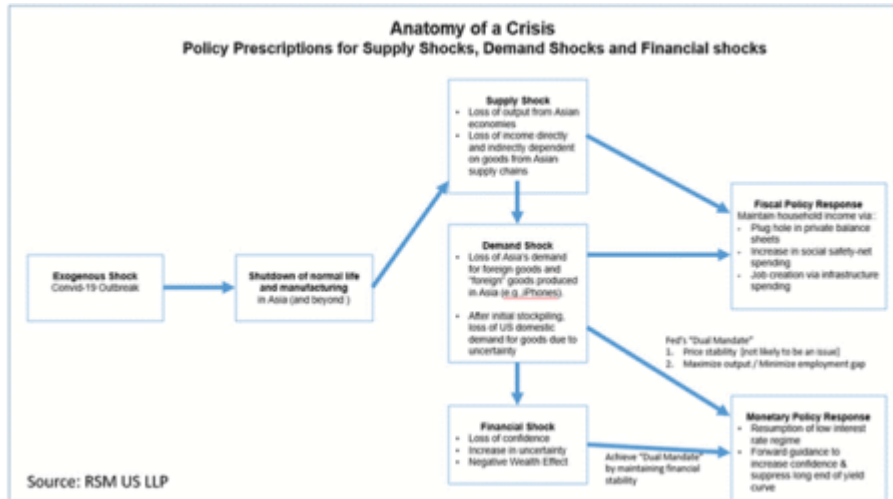 Anatomy of a Crisis
Policy Prescriptions for Supply Shocks, Demand Shocks and Financial shocks
Supply Shock
• Loss of output from Asian
economies
• Loss of income directly
and indirectly dependent
on goods from Asian
supply chains
Fiscal Policy Response
Maintain household income via:
- Plug hole in private balance
sheets
- Increase in social safety-net
spending
- Job creation via infrastructure
spending
Demand Shock
• Loss of Asia's demand
for foreign goods and
"foreign" goods produced
in Asia (e.g. iPhones).
• After initial stockpiling,
loss of US domestic
demand for goods due to
uncertainty
Exogenous Shock
Convid-19 Outbreak
Shutdown of normal life
and manufacturing
in Asia (and beyond )
Fed's "Dual Mandate"
1. Price stability [not likely to be an issue]
2. Maximize output / Minimize employment gap
Financial Shock
• Loss of confidence
• Increase in uncertainty
• Negative Wealth Effect
Achieve "Dual Mandate"
by maintaining financial
stability
Monetary Policy Response
• Resumption of low interest
rate regime
• Forward guidance to
increase confidence &
suppress long end of yield
curve
Source: RSM US LLP